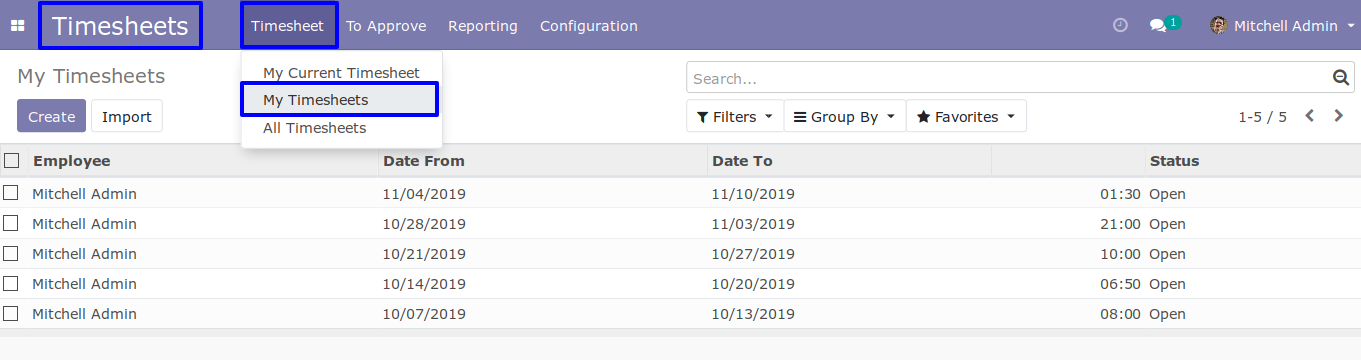 Timesheets Timesheet To Approve Reporting Configuration 1 Mitchell Admin
My Timesheets
My Current Timesheet
My Timesheets
All Timesheets
Search...
Create Import
Filters Group By Favorites 1-5 / 5
Employee Date From Date To Status
Mitchell Admin 11/04/2019 11/10/2019 01:30 Open
Mitchell Admin 10/28/2019 11/03/2019 21:00 Open
Mitchell Admin 10/21/2019 10/27/2019 10:00 Open
Mitchell Admin 10/14/2019 10/20/2019 06:50 Open
Mitchell Admin 10/07/2019 10/13/2019 08:00 Open